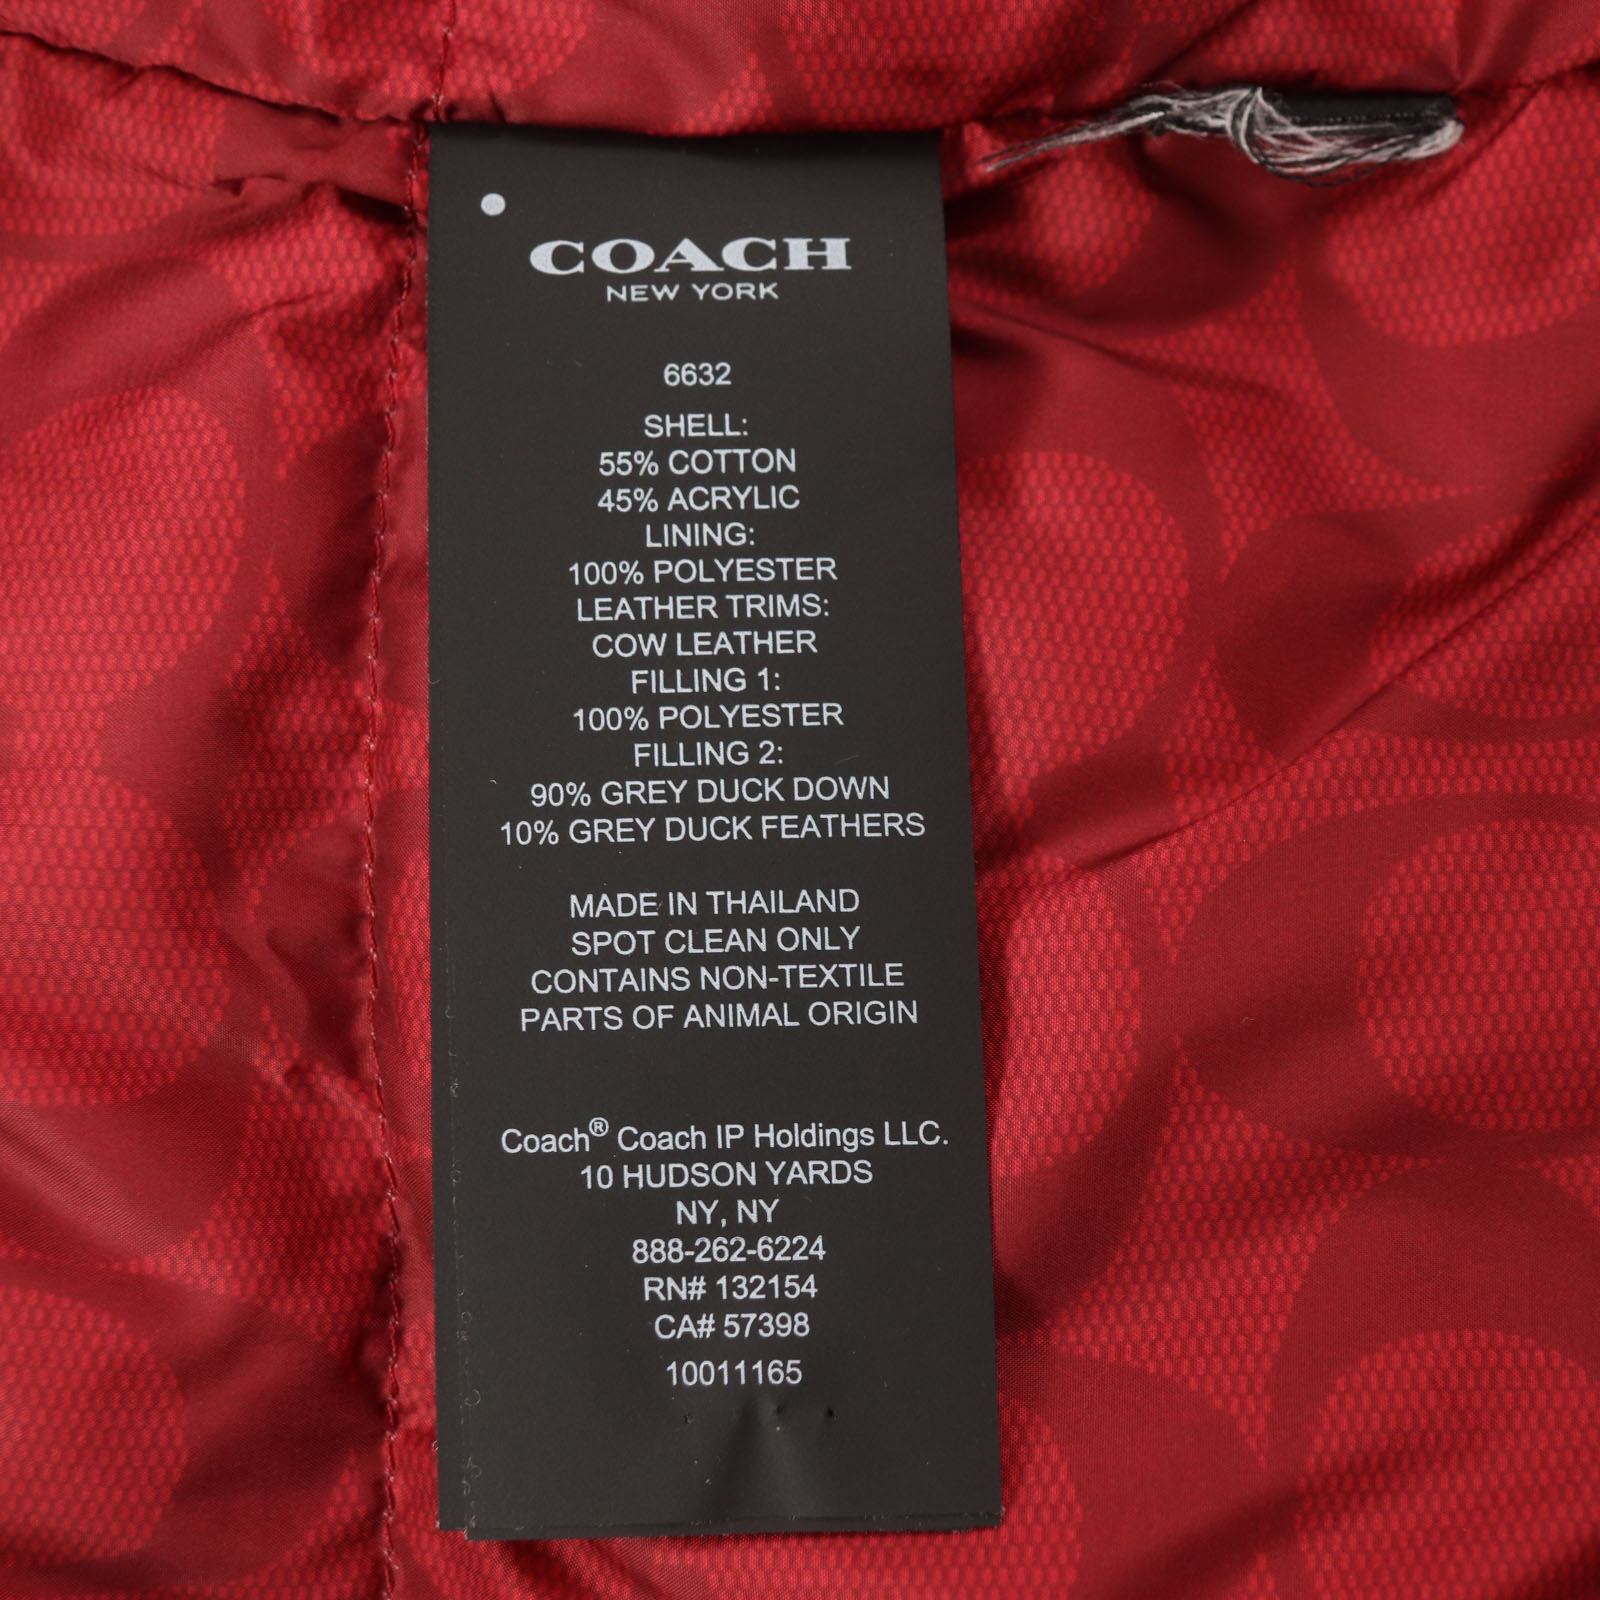 COACH
NEW YORK
6632
SHELL:
55% COTTON
45% ACRYLIC
LINING:
100% POLYESTER
LEATHER TRIMS:
COW LEATHER
FILLING 1:
100% POLYESTER
FILLING 2:
90% GREY DUCK DOWN
10% GREY DUCK FEATHERS
MADE IN THAILAND
SPOT CLEAN ONLY
CONTAINS NON-TEXTILE
PARTS OF ANIMAL ORIGIN
Coach® Coach IP Holdings LLC.
10 HUDSON YARDS
NY, NY
888-262-6224
RN# 132154
CA# 57398
10011165